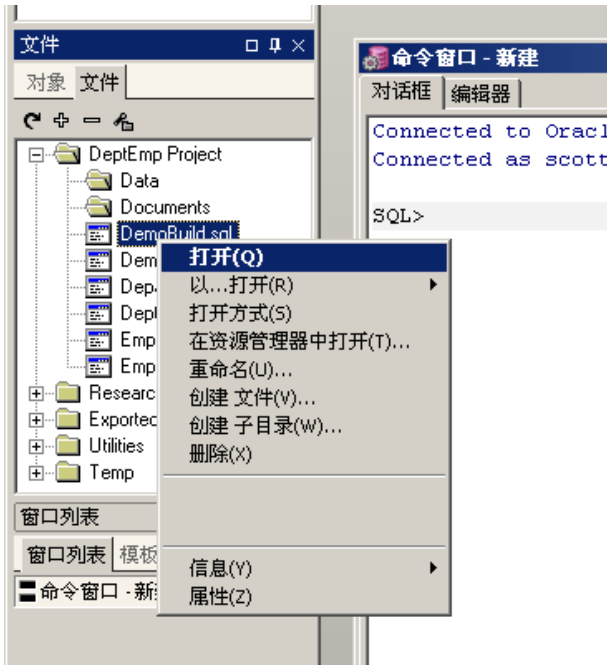 文件
对象 文件
DeptEmp Project
Data
Documents
DemoBuild.sql
Dem
Depa
Dept
Emp
Emp
Researc
Exported
Utilities
Temp
窗口列表
窗口列表 模板
命令窗口 - 新
打开(Q)
以...打开(R)
打开方式(S)
在资源管理器中打开(T)...
重命名(U)...
创建 文件(V)...
创建 子目录(W)...
删除(X)
信息(Y)
属性(Z)
命令窗口 - 新建
对话框 编辑器
Connected to Oracl
Connected as scott
SQL>